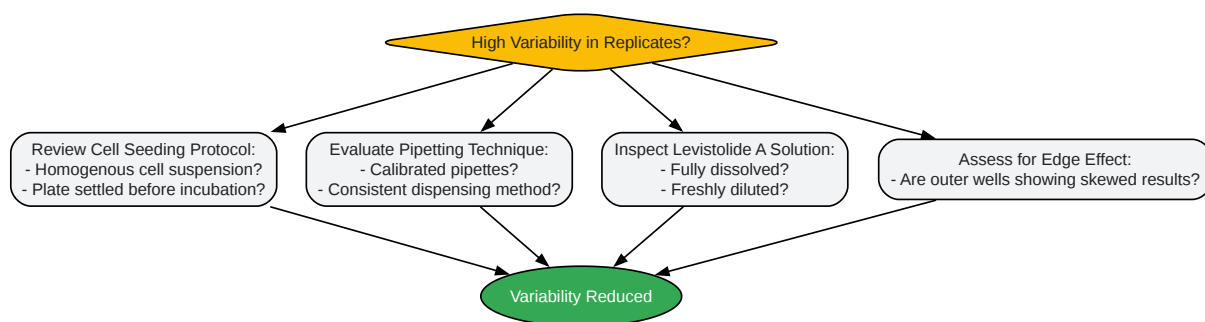 High Variability in Replicates?
Review Cell Seeding Protocol:
- Homogenous cell suspension?
- Plate settled before incubation?
Evaluate Pipetting Technique:
- Calibrated pipettes?
- Consistent dispensing method?
Inspect Levistolide A Solution:
- Fully dissolved?
- Freshly diluted?
Assess for Edge Effect:
- Are outer wells showing skewed results?
Variability Reduced